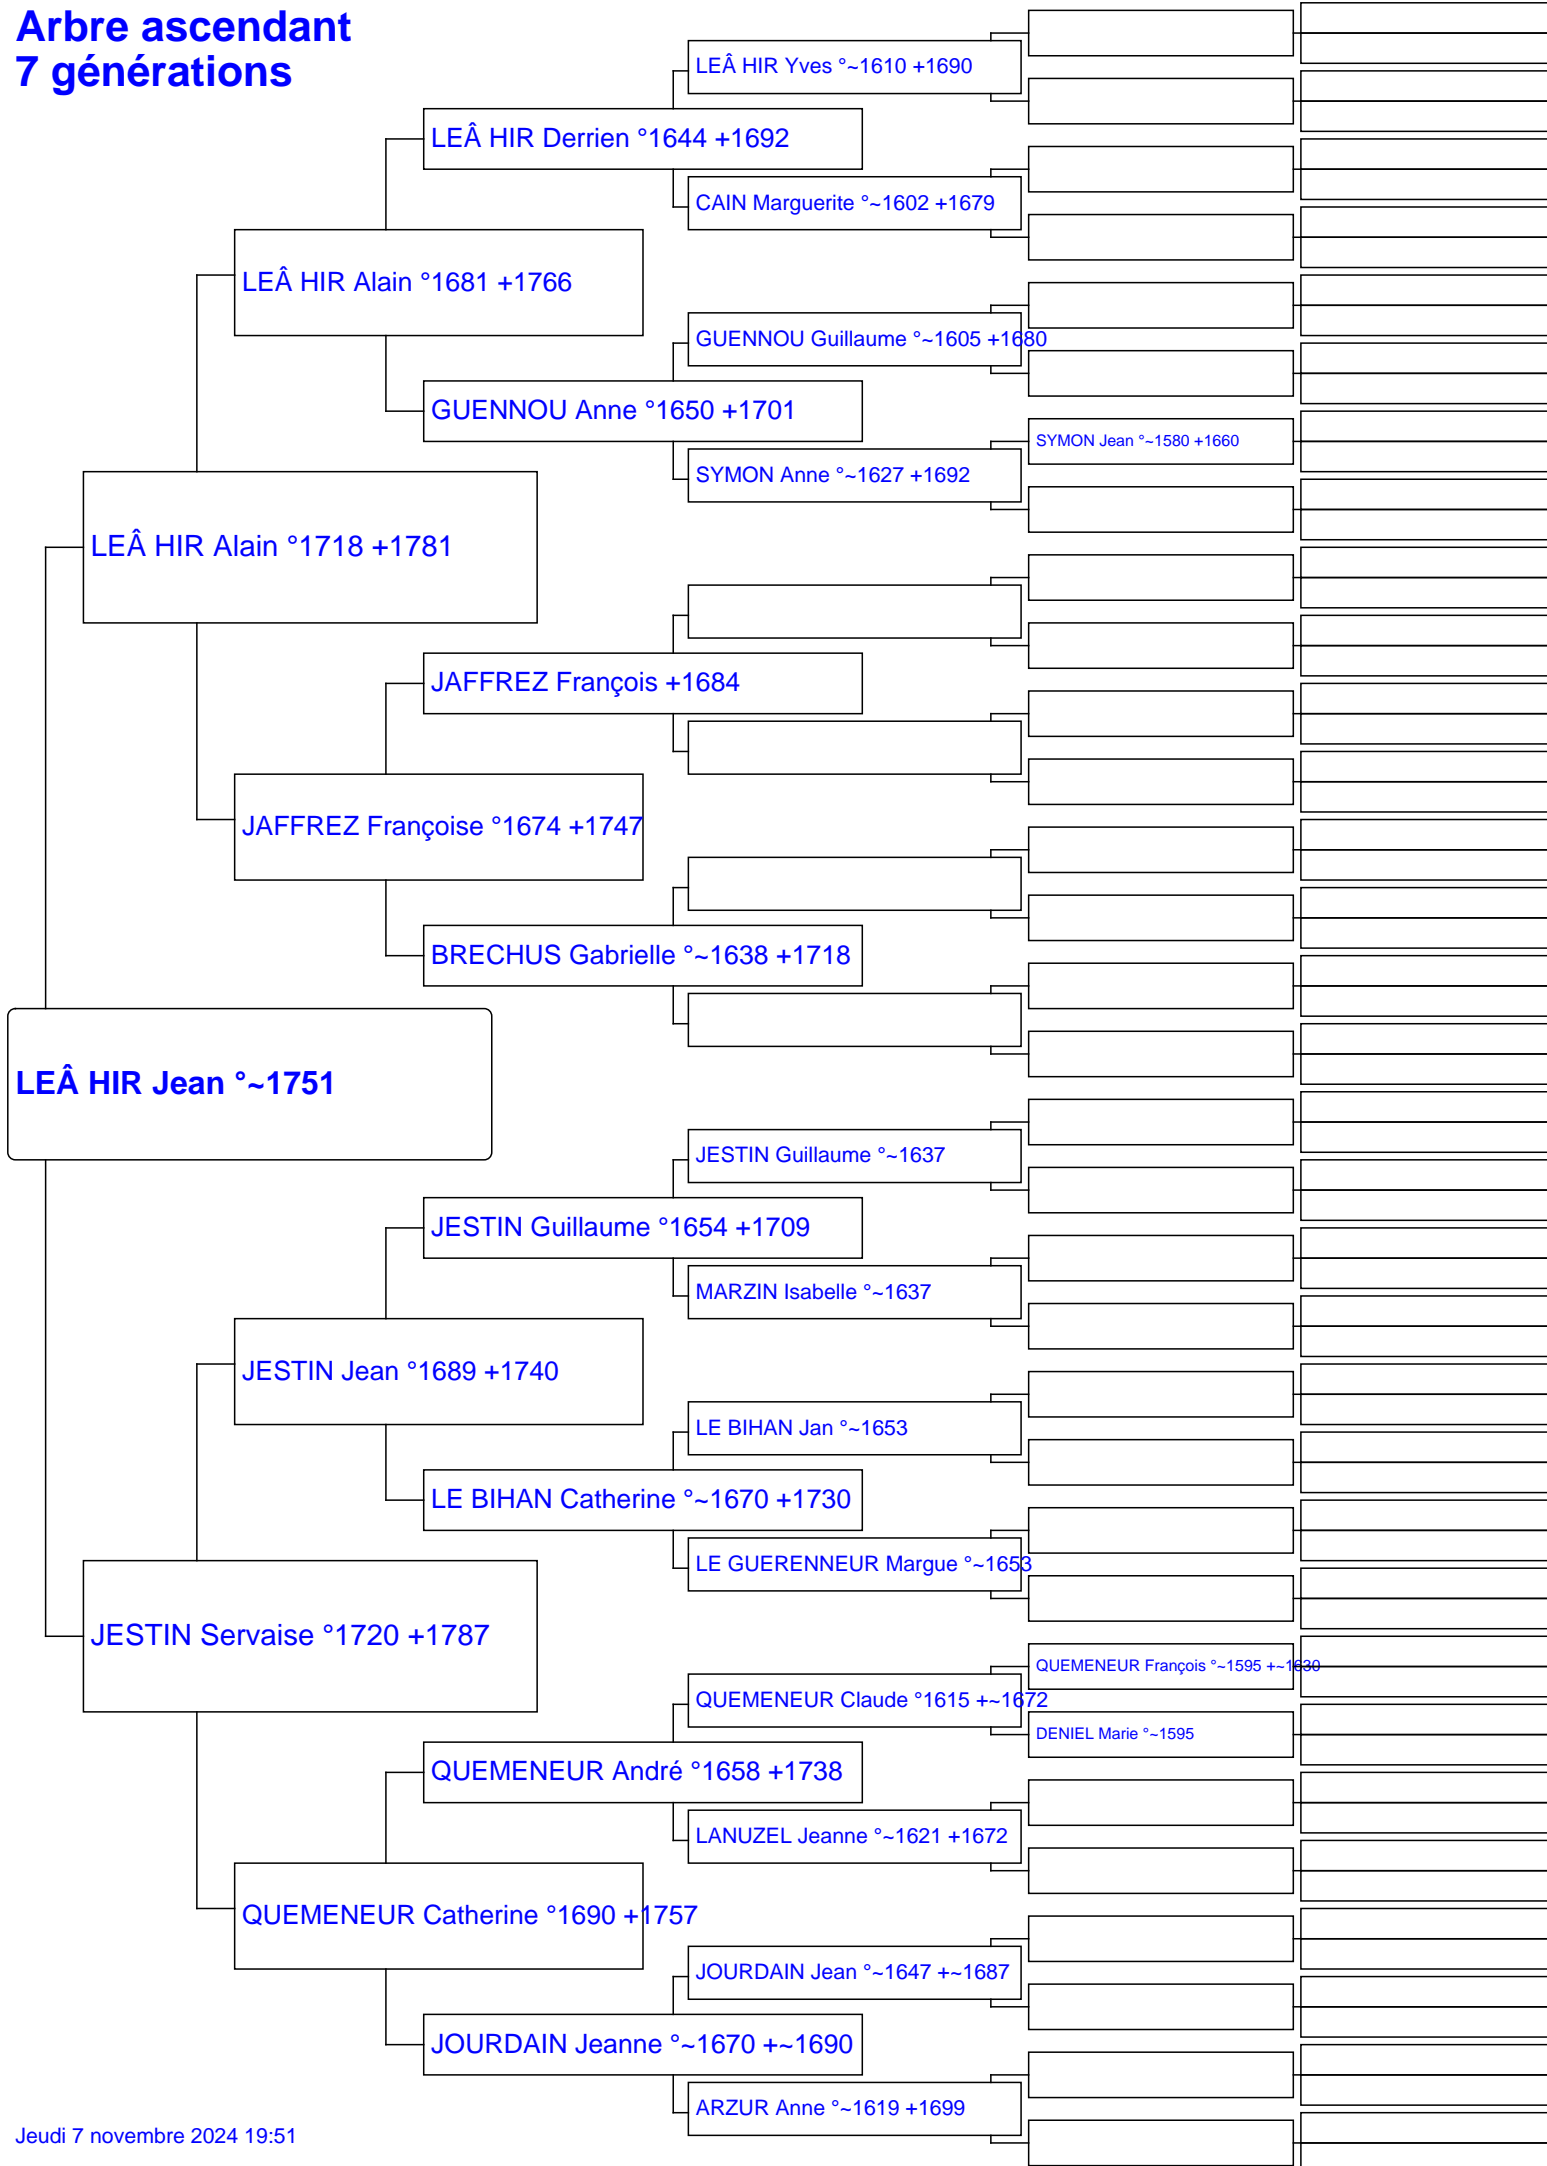 Arbre ascendant
7 générations
LEÂ HIR Yves °~1610 +1690
LEÂ HIR Derrien °1644 +1692
CAIN Marguerite °~1602 +1679
LEÂ HIR Alain °1681 +1766
GUENNOU Guillaume °~1605 +1680
GUENNOU Anne °1650 +1701
SYMON Jean °~1580 +1660
SYMON Anne °~1627 +1692
LEÂ HIR Alain °1718 +1781
JAFFREZ François +1684
JAFFREZ Françoise °1674 +1747
BRECHUS Gabrielle °~1638 +1718
LEÂ HIR Jean °~1751
JESTIN Guillaume °~1637
JESTIN Guillaume °1654 +1709
MARZIN Isabelle °~1637
JESTIN Jean °1689 +1740
LE BIHAN Jan °~1653
LE BIHAN Catherine °~1670 +1730
LE GUERENNEUR Margue °~1653
JESTIN Servaise °1720 +1787
QUEMENEUR François °~1595 +~1630
QUEMENEUR Claude °1615 +~1672
DENIEL Marie °~1595
QUEMENEUR André °1658 +1738
LANUZEL Jeanne °~1621 +1672
QUEMENEUR Catherine °1690 +1757
JOURDAIN Jean °~1647 +~1687
JOURDAIN Jeanne °~1670 +~1690
ARZUR Anne °~1619 +1699
Jeudi 7 novembre 2024 19:51